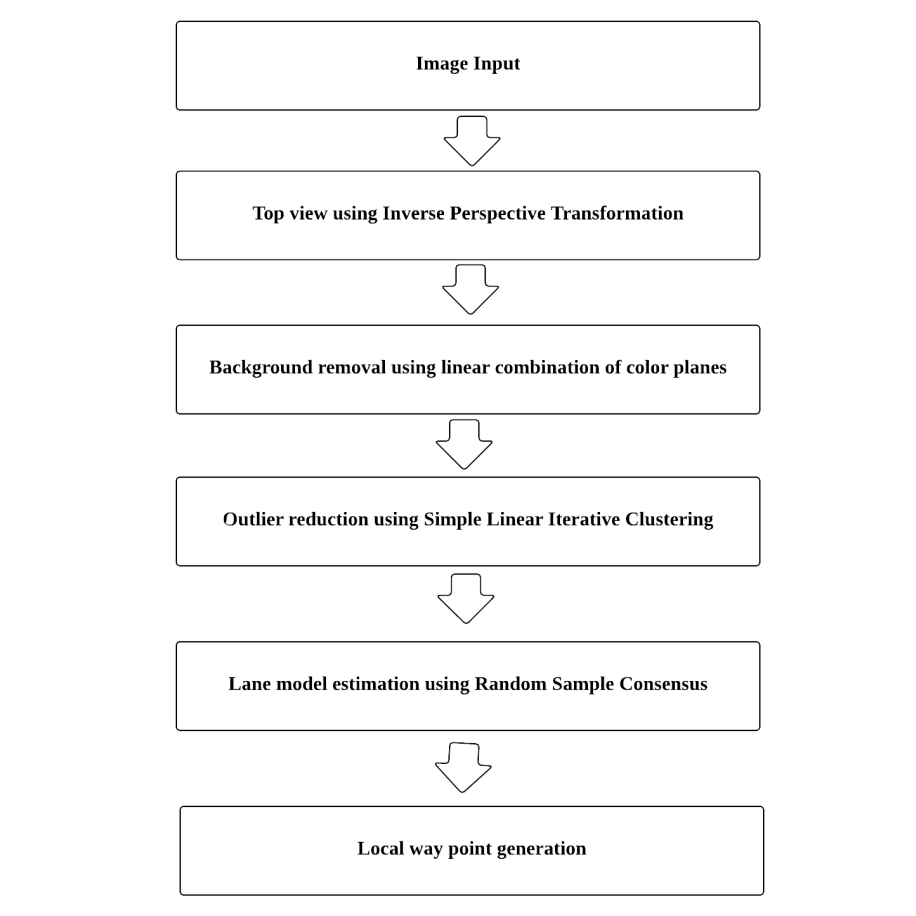 Image Input
Top view using Inverse Perspective Transformation
Background removal using linear combination of color planes
Outlier reduction using Simple Linear Iterative Clustering
Lane model estimation using Random Sample Consensus
Local way point generation